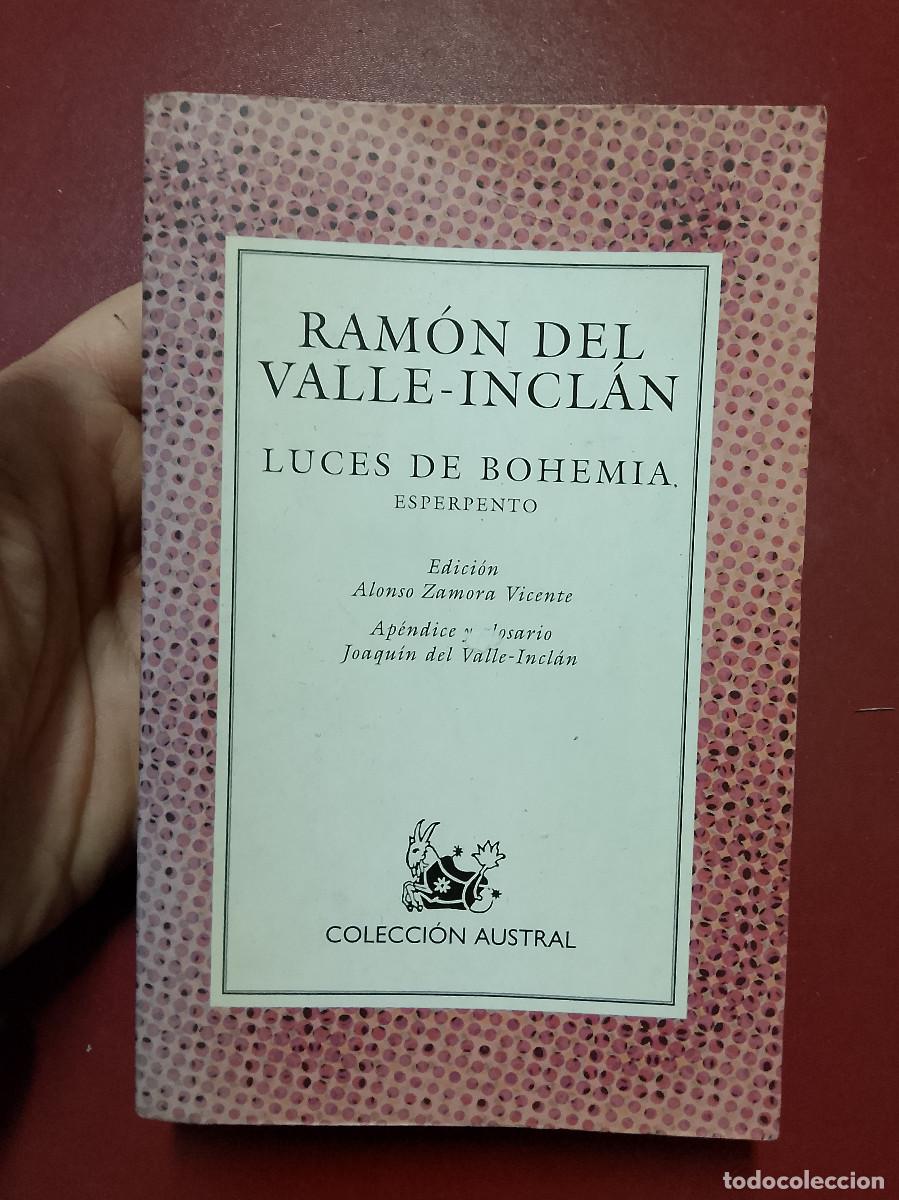 RAMÓN DEL
VALLE-INCLÁN
LUCES DE BOHEMIA.
ESPERPENTO
Edición
Alonso Zamora Vicente
Apéndice y
Joaquín del Valle-Inclán
COLECCIÓN AUSTRAL
todocoleccion